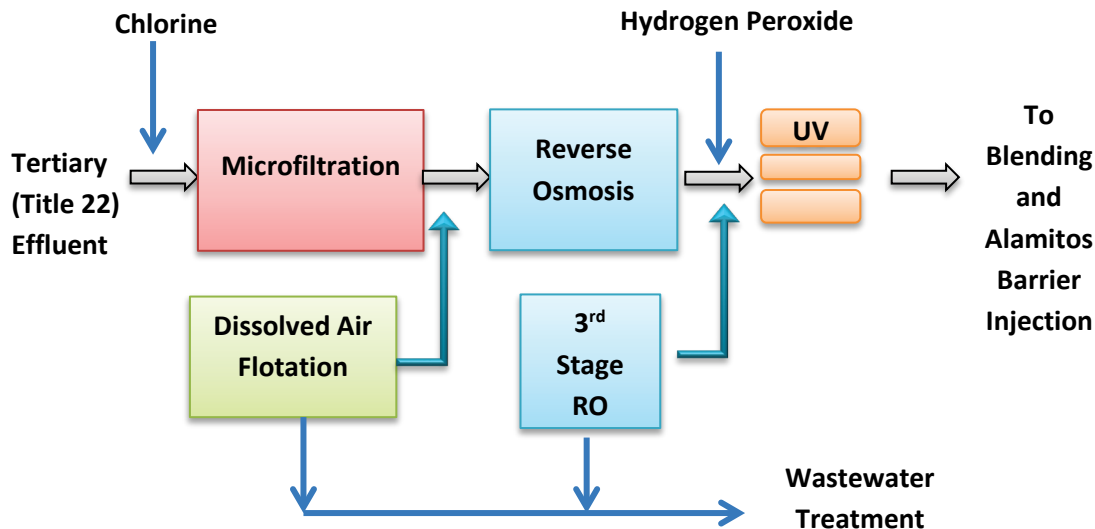 Chlorine
Hydrogen Peroxide
Tertiary
(Title 22)
Effluent
Microfiltration
Reverse
Osmosis
UV
To
Blending
and
Alamitos
Barrier
Injection
Dissolved Air
Flotation
3rd
Stage
RO
Wastewater
Treatment